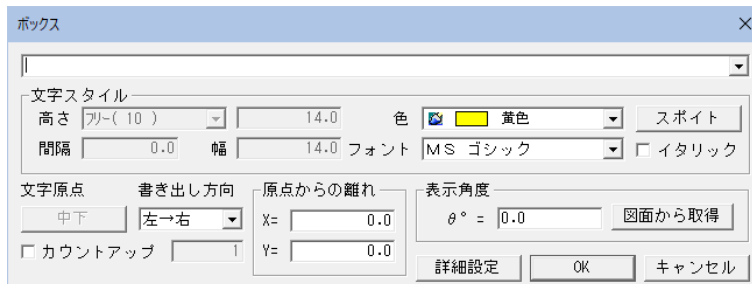 ボックス
文字スタイル
高さ フリー( 10 ) 14.0 色 黄色 スポイト
間隔 0.0 幅 14.0 フォント MS ゴシック イタリック
文字原点 書き出し方向 原点からの離れ 表示角度
中下 左→右 X= 0.0 θ° = 0.0 図面から取得
カウントアップ 1 Y= 0.0
詳細設定 OK キャンセル